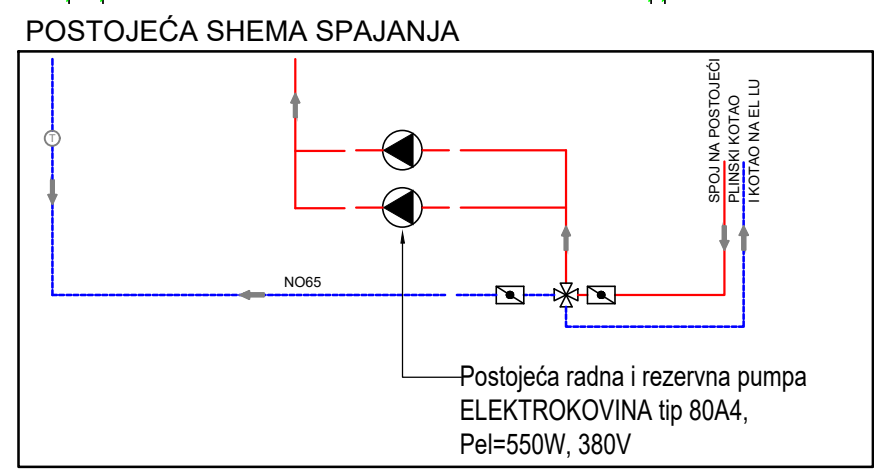 POSTOJEĆA SHEMA SPAJANJA
T
SPOJ NA POSTOJEĆI
PLINSKI KOTAO
I KOTAO NA EL LU
NO65
Postojeća radna i rezervna pumpa
ELEKTROKOVINA tip 80A4,
Pel=550W, 380V